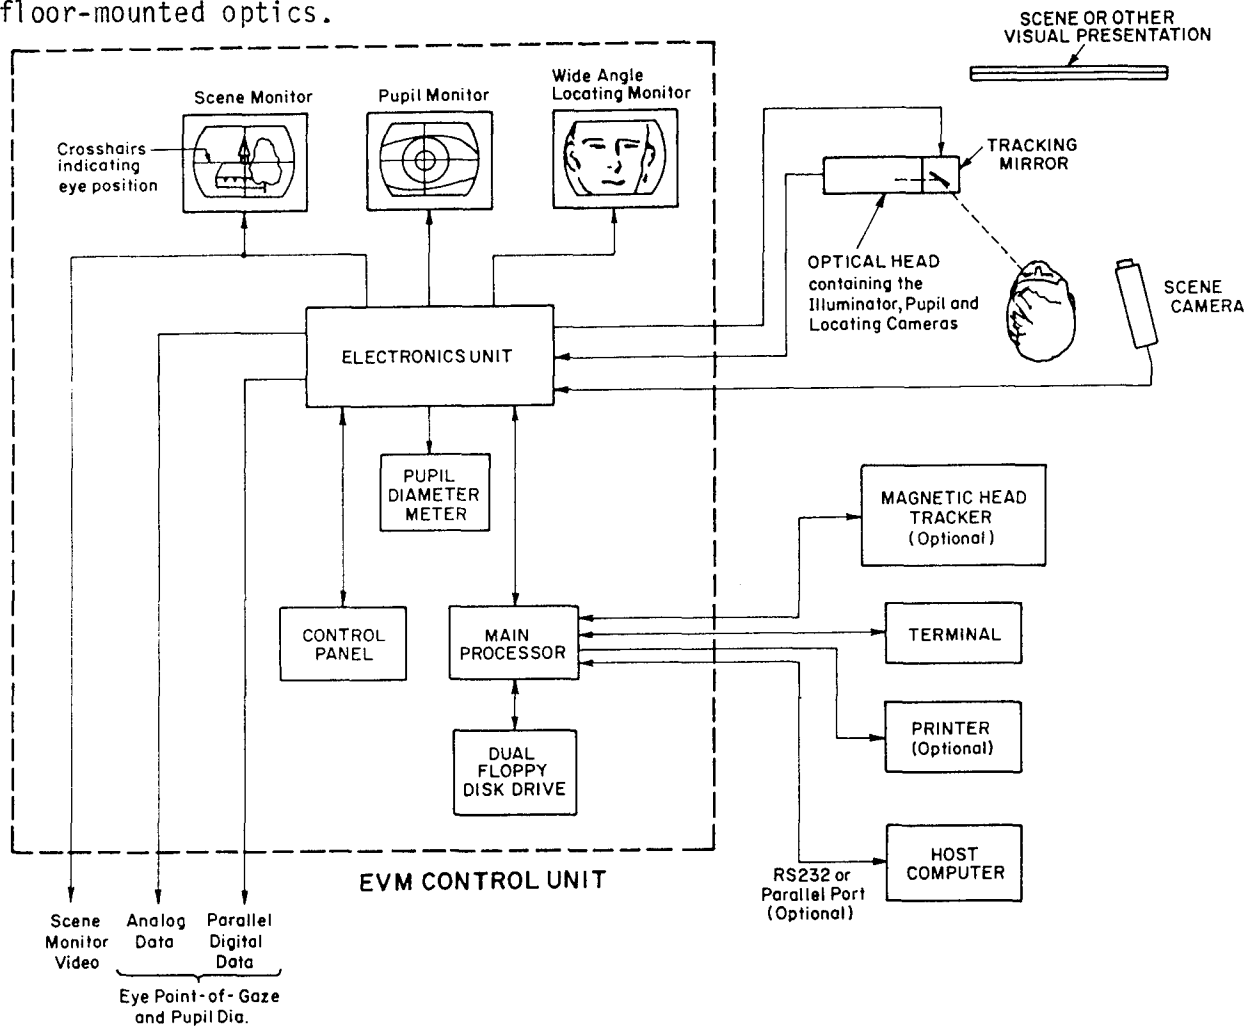 floor-mounted optics.
SCENE OR OTHER
VISUAL PRESENTATION
Scene Monitor
Pupil Monitor
Wide Angle
Locating Monitor
Crosshairs
indicating
eye position
TRACKING
MIRROR
OPTICAL HEAD
containing the
Illuminator, Pupil and
Locating Cameras
SCENE
CAMERA
ELECTRONICS UNIT
PUPIL
DIAMETER
METER
MAGNETIC HEAD
TRACKER
(Optional)
CONTROL
PANEL
MAIN
PROCESSOR
TERMINAL
PRINTER
(Optional)
DUAL
FLOPPY
DISK DRIVE
HOST
COMPUTER
RS232 or
Parallel Port
(Optional)
EVM CONTROL UNIT
Scene
Monitor
Video
Analog
Data
Parallel
Digital
Data
Eye Point-of-Gaze
and Pupil Dia.